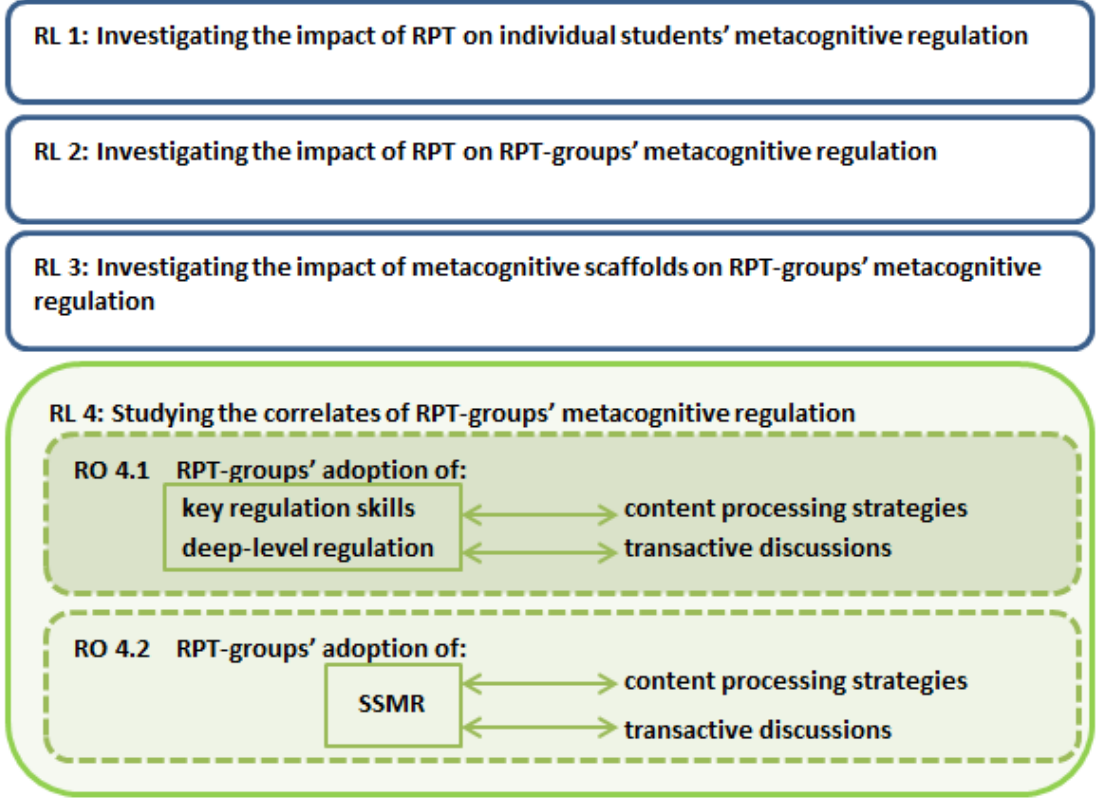 RL 1: Investigating the impact of RPT on individual students’ metacognitive regulation
RL 2: Investigating the impact of RPT on RPT-groups’ metacognitive regulation
RL 3: Investigating the impact of metacognitive scaffolds on RPT-groups’ metacognitive
regulation
RL 4: Studying the correlates of RPT-groups’ metacognitive regulation
RO 4.1 RPT-groups’ adoption of:
key regulation skills content processing strategies
deep-level regulation transactive discussions
RO 4.2 RPT-groups’ adoption of:
content processing strategies
SSMR
transactive discussions